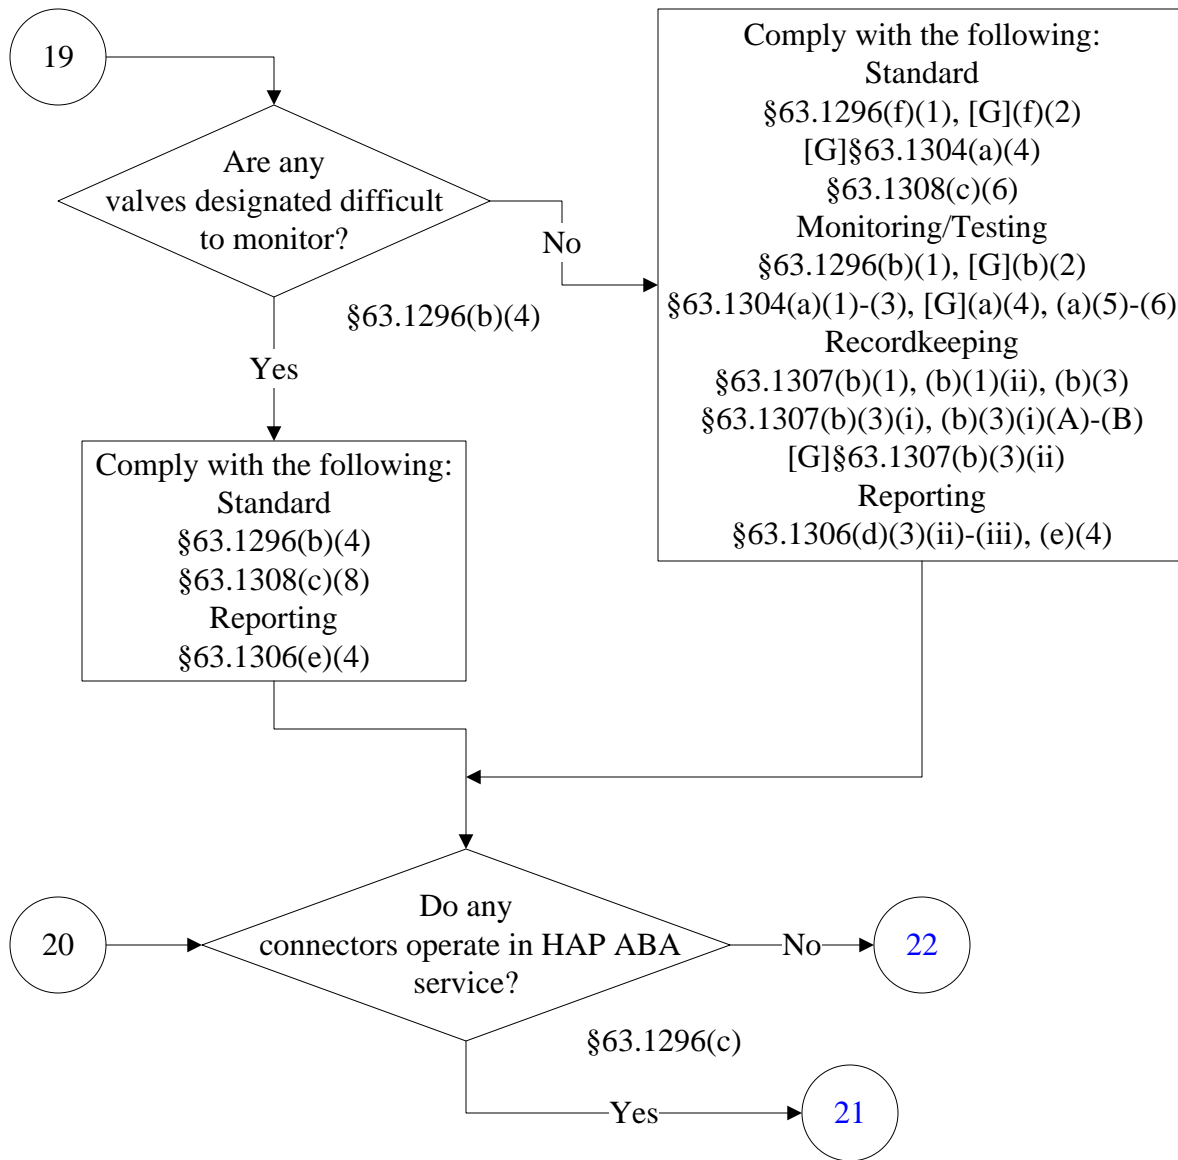 19
Are any
valves designated difficult
to monitor?
No
§63.1296(b)(4)
Yes
Comply with the following:
Standard
§63.1296(f)(1), [G](f)(2)
[G]§63.1304(a)(4)
§63.1308(c)(6)
Monitoring/Testing
§63.1296(b)(1), [G](b)(2)
§63.1304(a)(1)-(3), [G](a)(4), (a)(5)-(6)
Recordkeeping
§63.1307(b)(1), (b)(1)(ii), (b)(3)
§63.1307(b)(3)(i), (b)(3)(i)(A)-(B)
[G]§63.1307(b)(3)(ii)
Reporting
§63.1306(d)(3)(ii)-(iii), (e)(4)
Comply with the following:
Standard
§63.1296(b)(4)
§63.1308(c)(8)
Reporting
§63.1306(e)(4)
20
Do any
connectors operate in HAP ABA
service?
No
22
§63.1296(c)
Yes
21